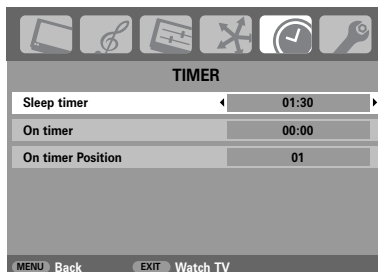 TIMER
Sleep timer 01:30
On timer 00:00
On timer Position 01
MENU Back EXIT Watch TV